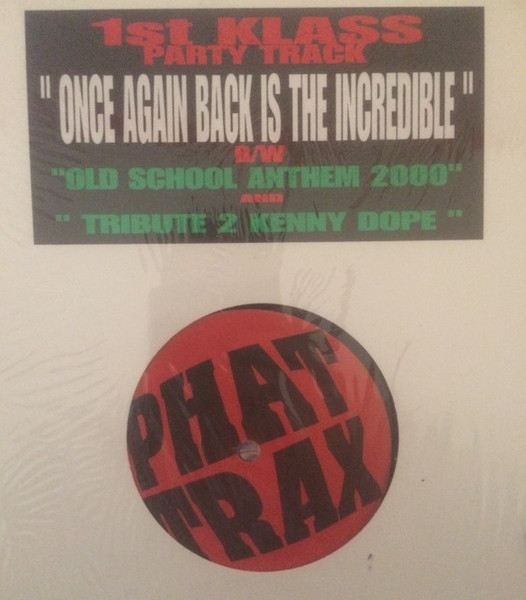 1st KLASS
PARTY TRACK
" ONCE AGAIN BACK IS THE INCREDIBLE "
B/W
"OLD SCHOOL ANTHEM 2000"
AND
" TRIBUTE 2 KENNY DOPE "
PHAT
TRAX